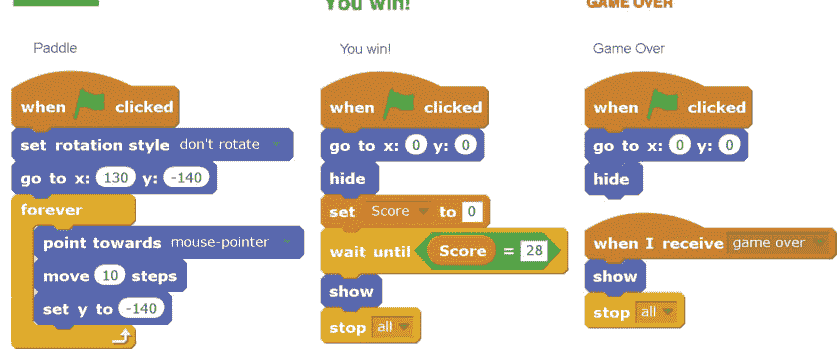 You win!
GAME OVER
Paddle
You win!
Game Over
when clicked
set rotation style don't rotate
go to x: 130 y: -140
forever
point towards mouse-pointer
move 10 steps
set y to -140
when clicked
go to x: 0 y: 0
hide
set Score to 0
wait until Score = 28
show
stop all
when clicked
go to x: 0 y: 0
hide
when I receive game over
show
stop all